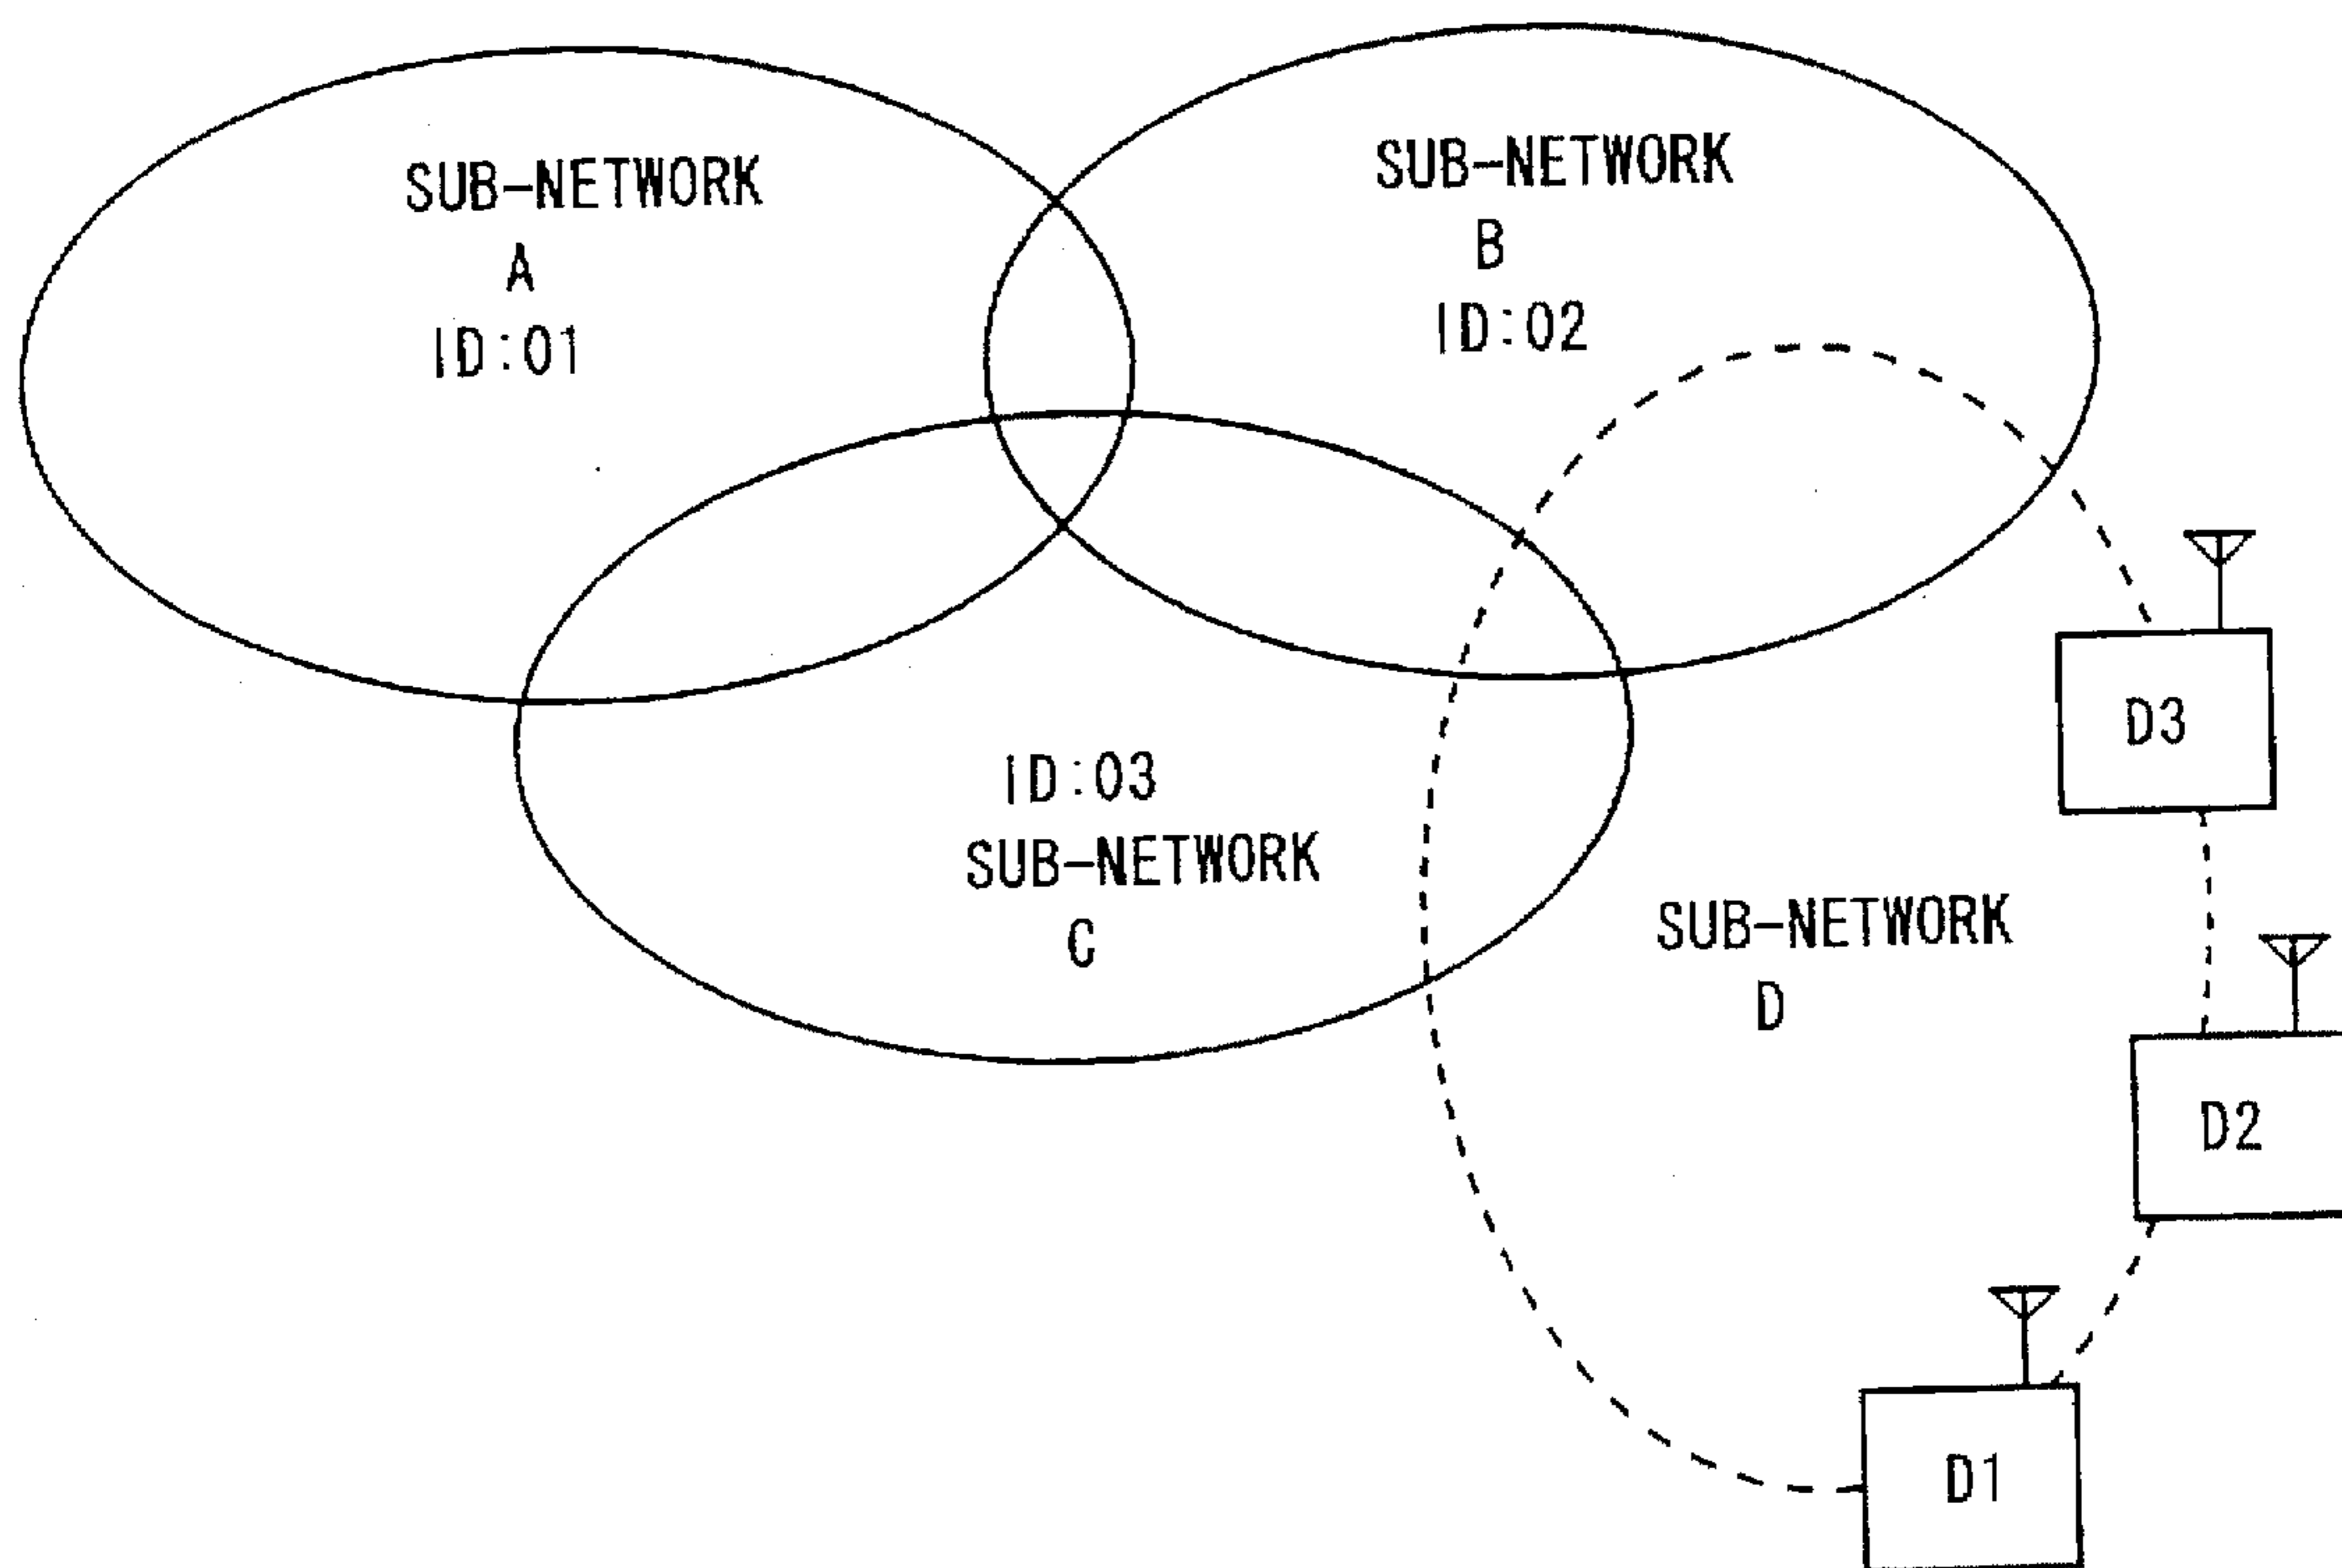 SUB-NETWORK
A
ID:01
SUB-NETWORK
B
ID:02
ID:03
SUB-NETWORK
C
SUB-NETWORK
D
D3
D2
D1